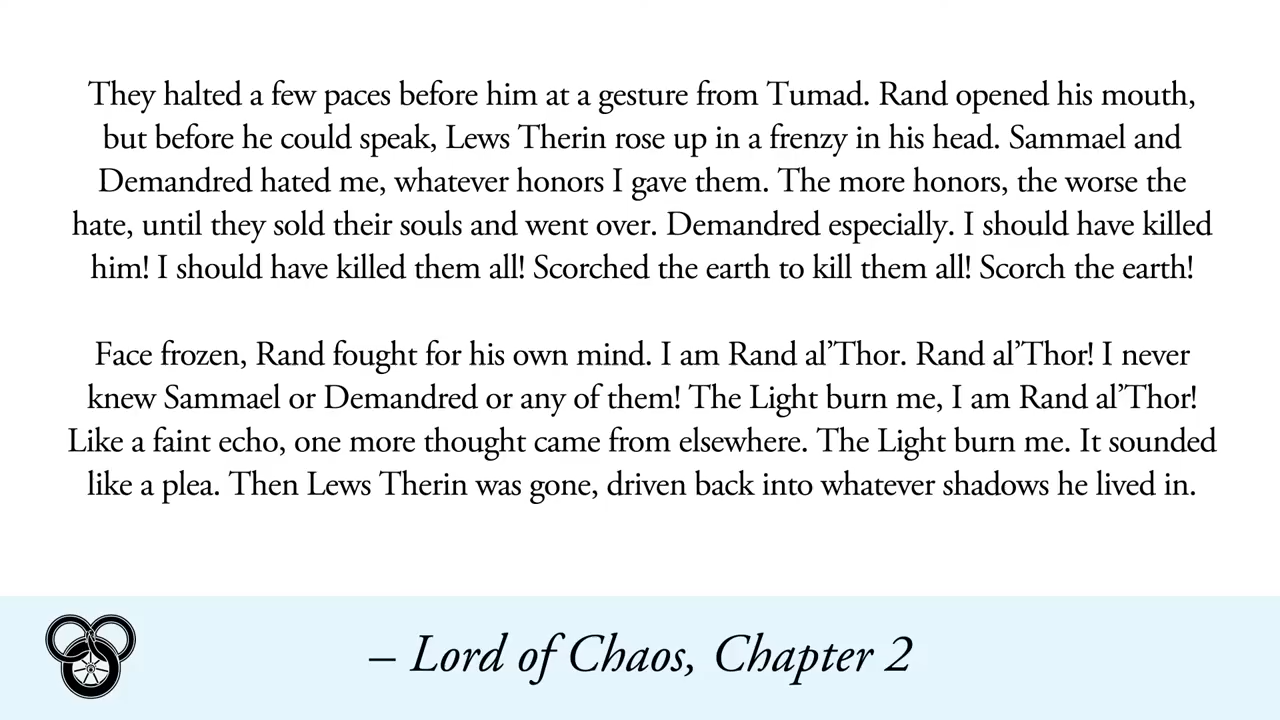 They halted a few paces before him at a gesture from Tumad. Rand opened his mouth,
but before he could speak, Lews Therin rose up in a frenzy in his head. Sammael and
Demandred hated me, whatever honors I gave them. The more honors, the worse the
hate, until they sold their souls and went over. Demandred especially. I should have killed
him! I should have killed them all! Scorched the earth to kill them all! Scorch the earth!
Face frozen, Rand fought for his own mind. I am Rand al’Thor. Rand al’Thor! I never
knew Sammael or Demandred or any of them! The Light burn me, I am Rand al’Thor!
Like a faint echo, one more thought came from elsewhere. The Light burn me. It sounded
like a plea. Then Lews Therin was gone, driven back into whatever shadows he lived in.
– Lord of Chaos, Chapter 2